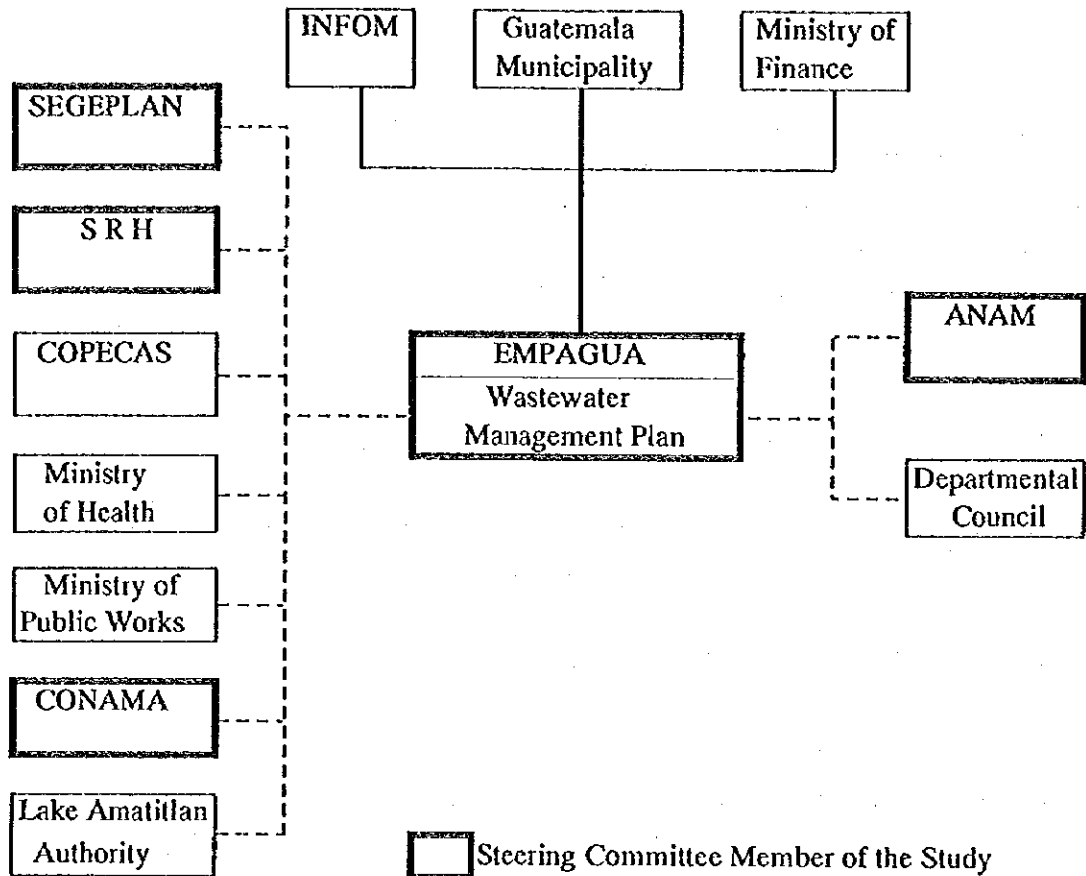 INFOM
Guatemala
Municipality
Ministry of
Finance
SEGEPLAN
S R H
COPECAS
Ministry
of Health
Ministry of
Public Works
CONAMA
Lake Amatitlan
Authority
EMPAGUA
Wastewater
Management Plan
ANAM
Departmental
Council
Steering Committee Member of the Study